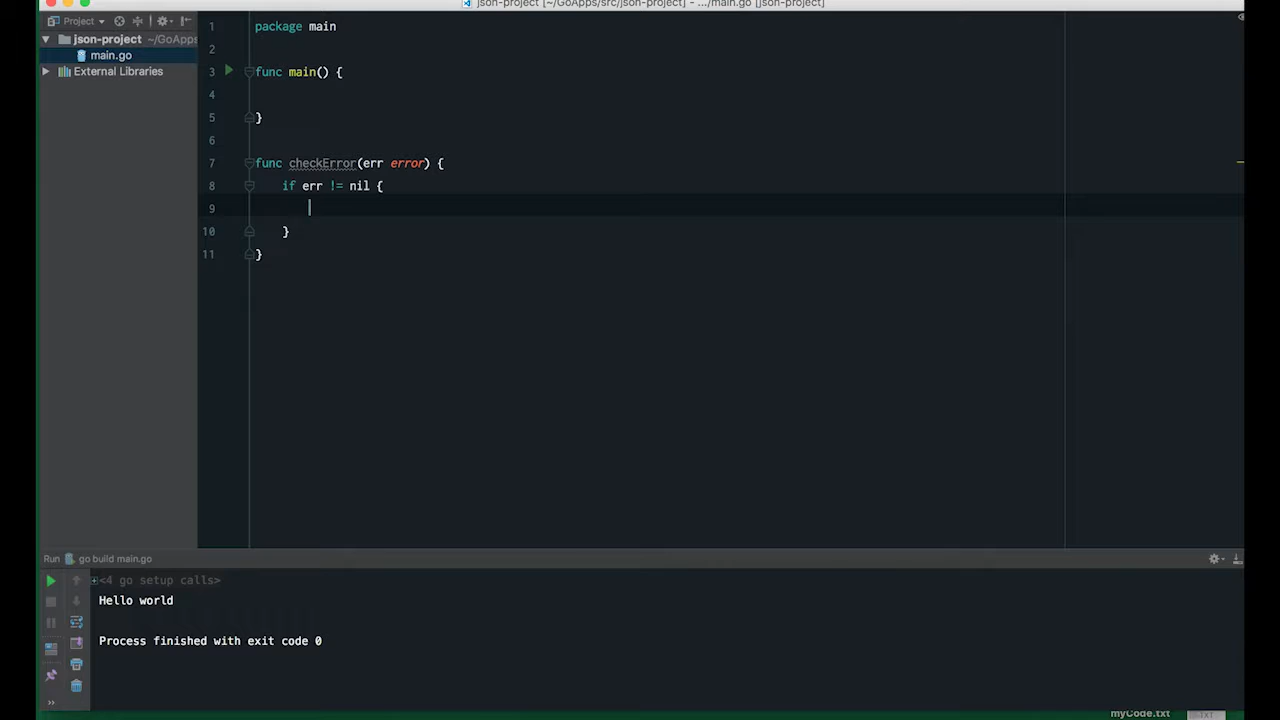 json-project [~/GoApps/src/json-project] - .../main.go [json-project]
Project
json-project ~/GoApps
main.go
External Libraries
1 package main
2
3 func main() {
4
5 }
6
7 func checkError(err error) {
8 if err != nil {
9
10 }
11 }
Run go build main.go
<4 go setup calls>
Hello world
Process finished with exit code 0
myCode.txt
TXT